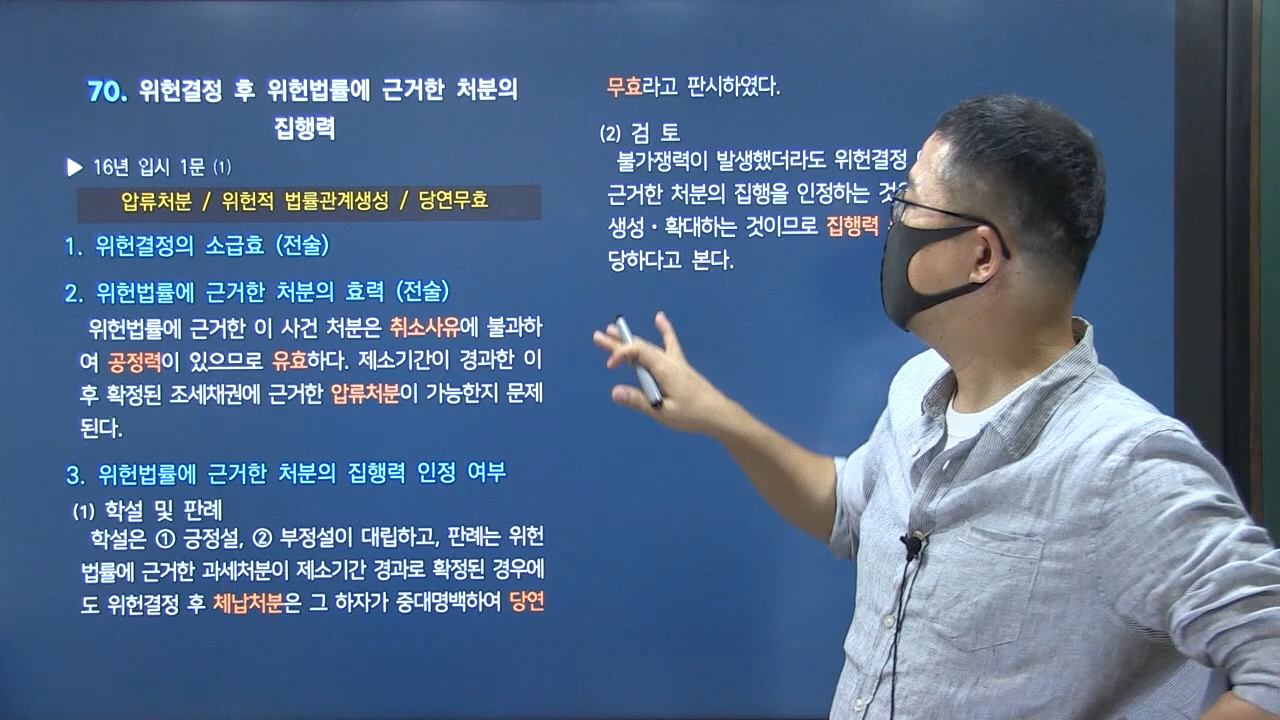 70. 위헌결정 후 위헌법률에 근거한 처분의
집행력
▶ 16년 입시 1문 (1)
압류처분 / 위헌적 법률관계생성 / 당연무효
1. 위헌결정의 소급효 (전술)
2. 위헌법률에 근거한 처분의 효력 (전술)
위헌법률에 근거한 이 사건 처분은 취소사유에 불과하
여 공정력이 있으므로 유효하다. 제소기간이 경과한 이
후 확정된 조세채권에 근거한 압류처분이 가능한지 문제
된다.
3. 위헌법률에 근거한 처분의 집행력 인정 여부
(1) 학설 및 판례
학설은 ① 긍정설, ② 부정설이 대립하고, 판례는 위헌
법률에 근거한 과세처분이 제소기간 경과로 확정된 경우에
도 위헌결정 후 체납처분은 그 하자가 중대명백하여 당연
무효라고 판시하였다.
(2) 검 토
불가쟁력이 발생했더라도 위헌결정
근거한 처분의 집행을 인정하는
생성·확대하는 것이므로 집행력
당하다고 본다.